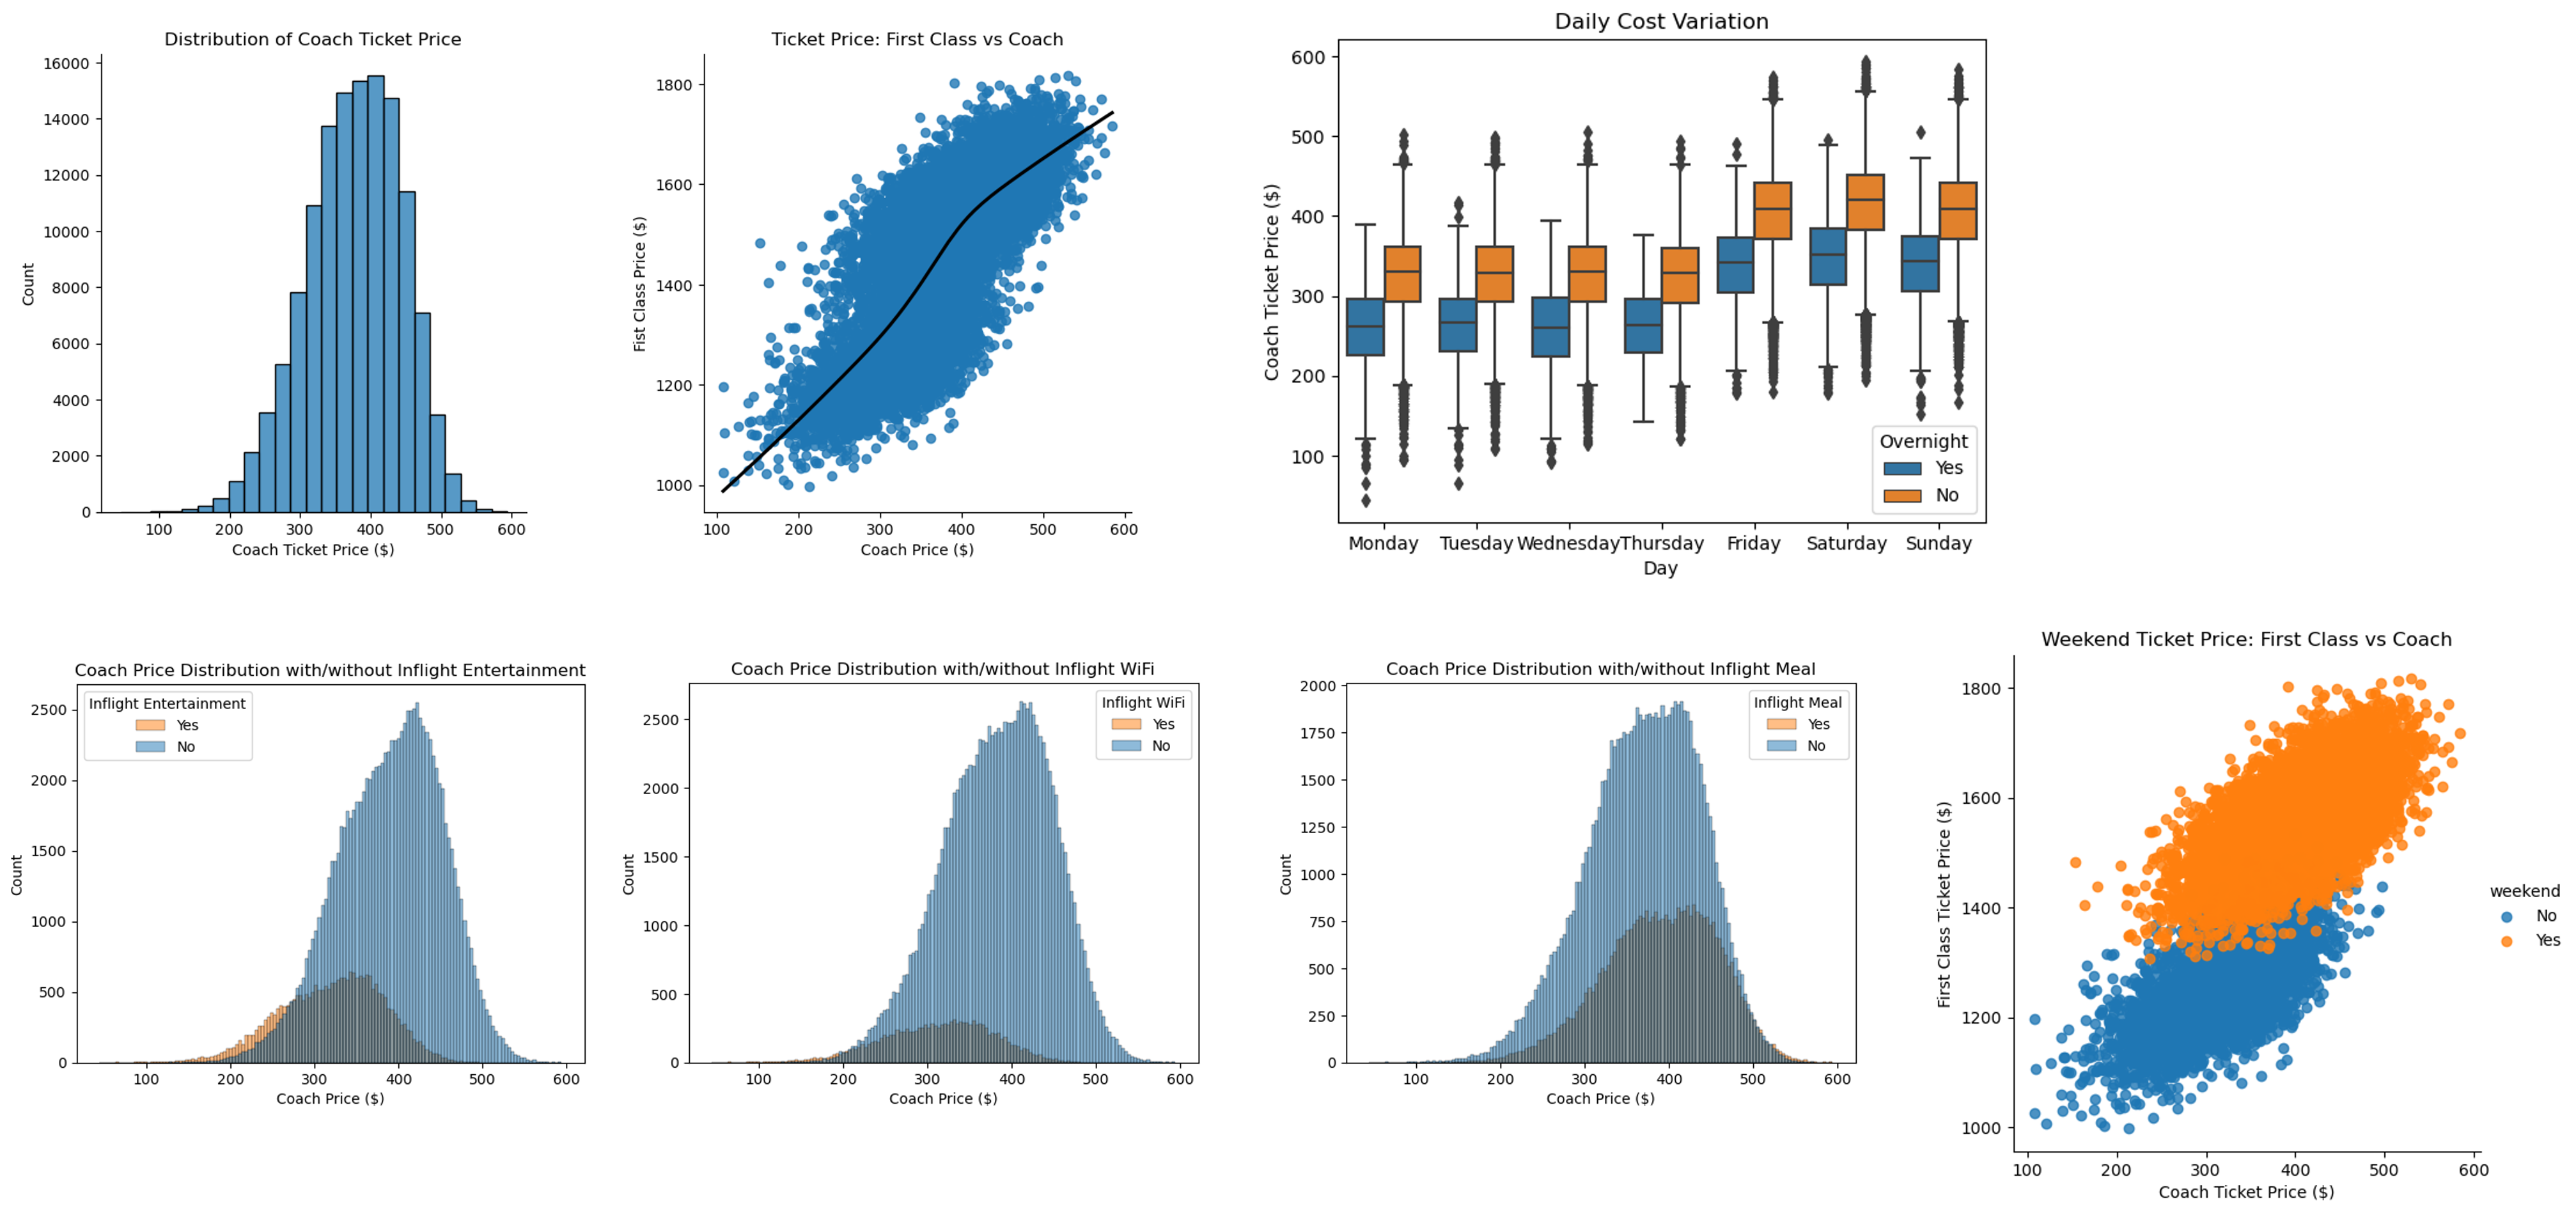 Distribution of Coach Ticket Price
16000
14000
12000
10000
8000
6000
4000
2000
0
Count
100 200 300 400 500 600
Coach Ticket Price ($)
Ticket Price: First Class vs Coach
1800
1600
1400
1200
1000
Fist Class Price ($)
100 200 300 400 500 600
Coach Price ($)
Daily Cost Variation
600
500
400
300
200
100
Coach Ticket Price ($)
Overnight
Yes
No
Monday Tuesday Wednesday Thursday Friday Saturday Sunday
Day
Coach Price Distribution with/without Inflight Entertainment
Inflight Entertainment
Yes
No
2500
2000
1500
1000
500
0
Count
100 200 300 400 500 600
Coach Price ($)
Coach Price Distribution with/without Inflight WiFi
Inflight WiFi
Yes
No
2500
2000
1500
1000
500
0
Count
100 200 300 400 500 600
Coach Price ($)
Coach Price Distribution with/without Inflight Meal
Inflight Meal
Yes
No
2000
1750
1500
1250
1000
750
500
250
0
Count
100 200 300 400 500 600
Coach Price ($)
Weekend Ticket Price: First Class vs Coach
1800
1600
1400
1200
1000
First Class Ticket Price ($)
weekend
No
Yes
100 200 300 400 500 600
Coach Ticket Price ($)